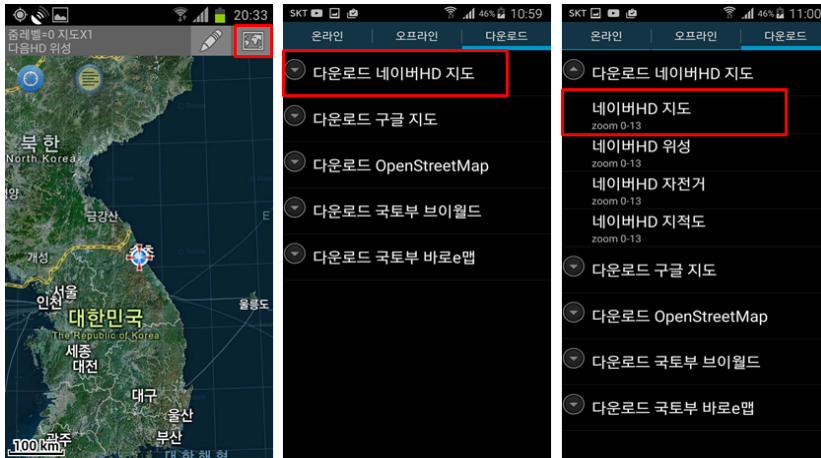 20:33
줌레벨=0 지도X1
다음HD 위성
북한
North Korea
양
금강산
E
개성
속초
서울
인천
울릉도
대한민국
The Republic of Korea
세종
대전
대구
울산
광주
부산
100 km
대한해협
SKT
46%
10:59
온라인
오프라인
다운로드
다운로드 네이버HD 지도
다운로드 구글 지도
다운로드 OpenStreetMap
다운로드 국토부 브이월드
다운로드 국토부 바로e맵
SKT
46%
11:00
온라인
오프라인
다운로드
다운로드 네이버HD 지도
네이버HD 지도
zoom 0-13
네이버HD 위성
zoom 0-13
네이버HD 자전거
zoom 0-13
네이버HD 지적도
zoom 0-13
다운로드 구글 지도
다운로드 OpenStreetMap
다운로드 국토부 브이월드
다운로드 국토부 바로e맵